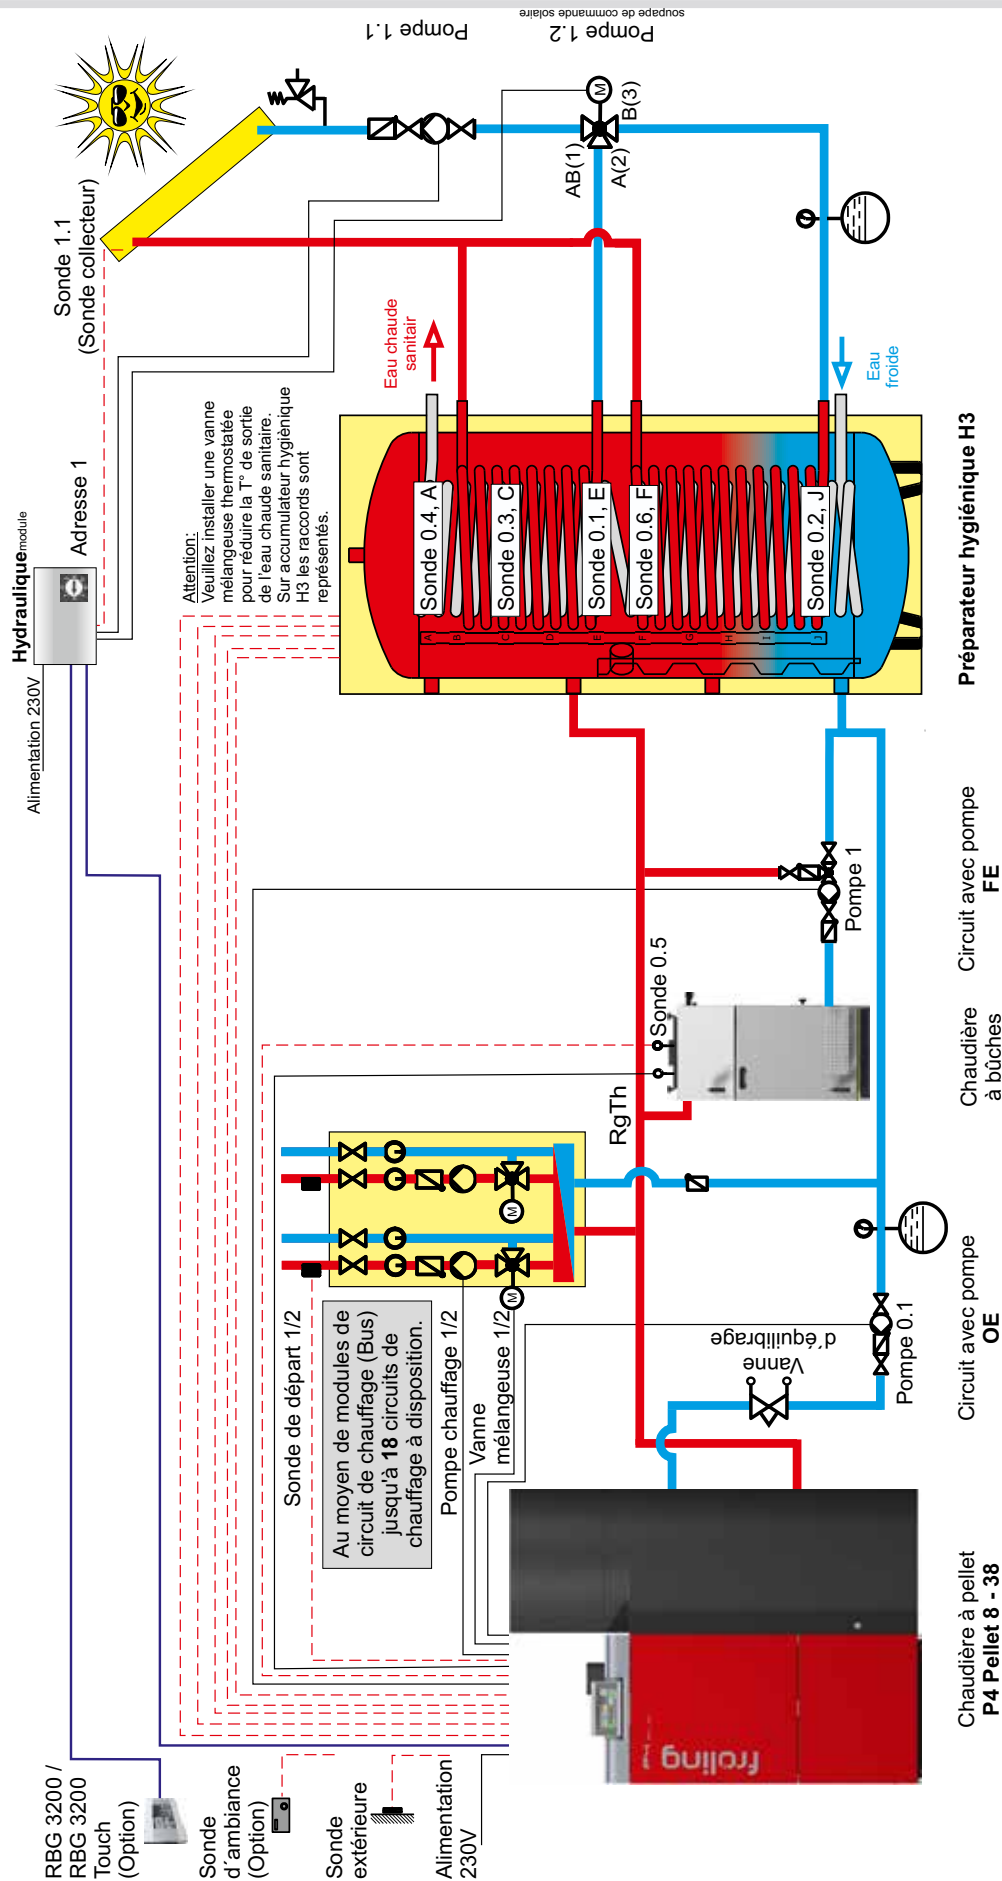 RBG 3200 /
RBG 3200
Touch
(Option)
Sonde
d´ambiance
(Option)
Sonde
extérieure
Alimentation
230V
Alimentation 230V
Hydrauliquemodule
Adresse 1
Sonde 1.1
(Sonde collecteur)
Attention:
Veuillez installer une vanne
mélangeuse thermostatée
pour réduire la T° de sortie
de l'eau chaude sanitaire.
Sur accumulateur hygiènique
H3 les raccords sont
représentés.
Pompe 1.1
Pompe 1.2
soupape de commande solaire
M
AB(1)
A(2)
B(3)
Eau chaude
sanitair
Eau
froide
Sonde 0.4, A
Sonde 0.3, C
Sonde 0.1, E
Sonde 0.6, F
Sonde 0.2, J
A
B
C
D
E
F
G
H
I
J
Préparateur hygiénique H3
Sonde de départ 1/2
Au moyen de modules de
circuit de chauffage (Bus)
jusqu'à 18 circuits de
chauffage à disposition.
Pompe chauffage 1/2
Vanne
mélangeuse 1/2
M
M
RgTh
Sonde 0.5
Pompe 1
Vanne
d´équilibrage
Pompe 0.1
froling
Chaudière à pellet
P4 Pellet 8 - 38
Circuit avec pompe
OE
Chaudière
à bûches
Circuit avec pompe
FE